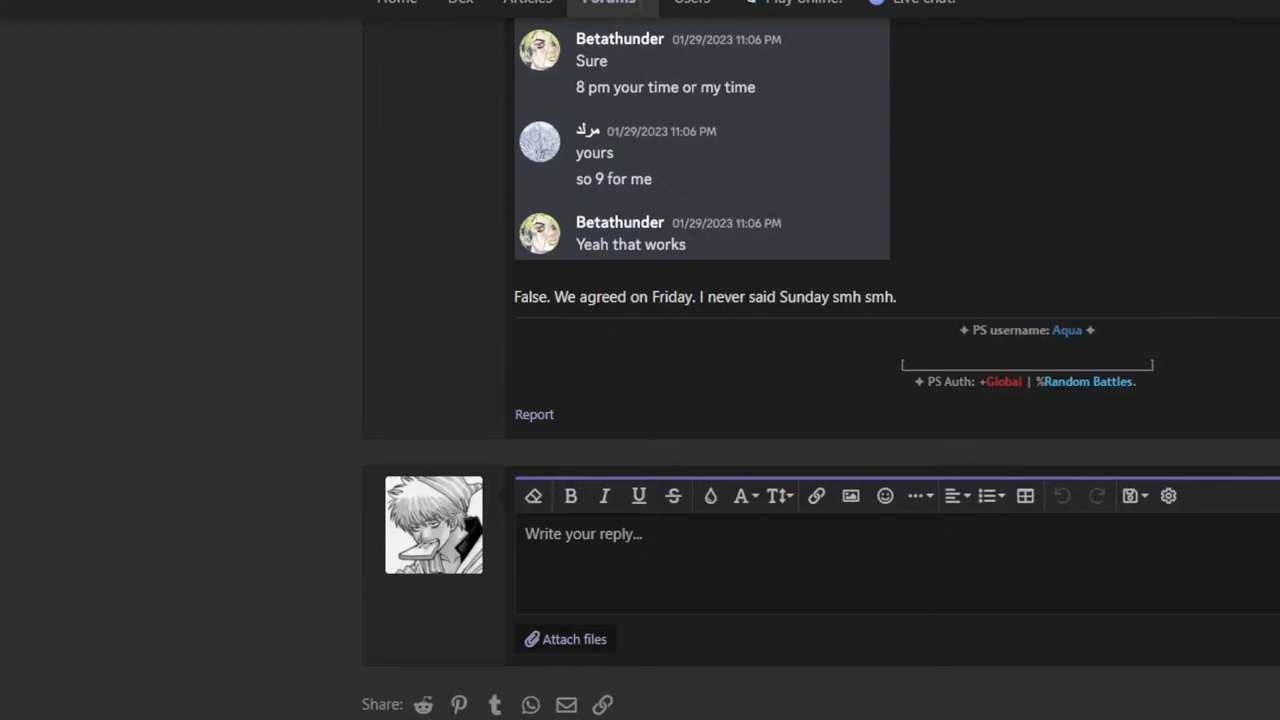 Home Dex Articles Forums Users Play online! Live chat!
Betathunder 01/29/2023 11:06 PM
Sure
8 pm your time or my time
مرلد 01/29/2023 11:06 PM
yours
so 9 for me
Betathunder 01/29/2023 11:06 PM
Yeah that works
False. We agreed on Friday. I never said Sunday smh smh.
✦ PS username: Aqua ✦
✦ PS Auth: +Global | %Random Battles.
Report
Write your reply...
Attach files
Share: